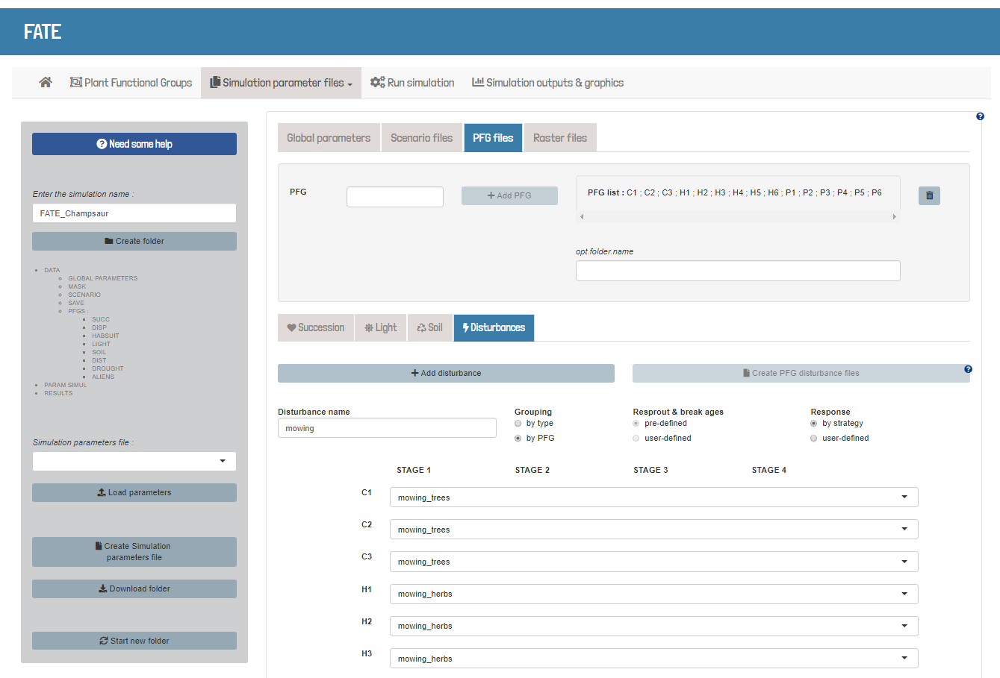 FATE
Plant Functional Groups
Simulation parameter files
Run simulation
Simulation outputs & graphics
Need some help
Enter the simulation name :
FATE_Champsaur
Create folder
DATA
GLOBAL PARAMETERS
MASK
SCENARIO
SAVE
PFGS :
SUCC
DISP
HABSUIT
LIGHT
SOIL
DIST
DROUGHT
ALIENS
PARAM SIMUL
RESULTS
Simulation parameters file :
Load parameters
Create Simulation
parameters file
Download folder
Start new folder
Global parameters
Scenario files
PFG files
Raster files
PFG
+ Add PFG
PFG list : C1 ; C2 ; C3 ; H1 ; H2 ; H3 ; H4 ; H5 ; H6 ; P1 ; P2 ; P3 ; P4 ; P5 ; P6
opt.folder.name
Succession
Light
Soil
Disturbances
+ Add disturbance
Create PFG disturbance files
Disturbance name
mowing
Grouping
by type
by PFG
Resprout & break ages
pre-defined
user-defined
Response
by strategy
user-defined
STAGE 1
STAGE 2
STAGE 3
STAGE 4
C1
mowing_trees
C2
mowing_trees
C3
mowing_trees
H1
mowing_herbs
H2
mowing_herbs
H3
mowing_herbs